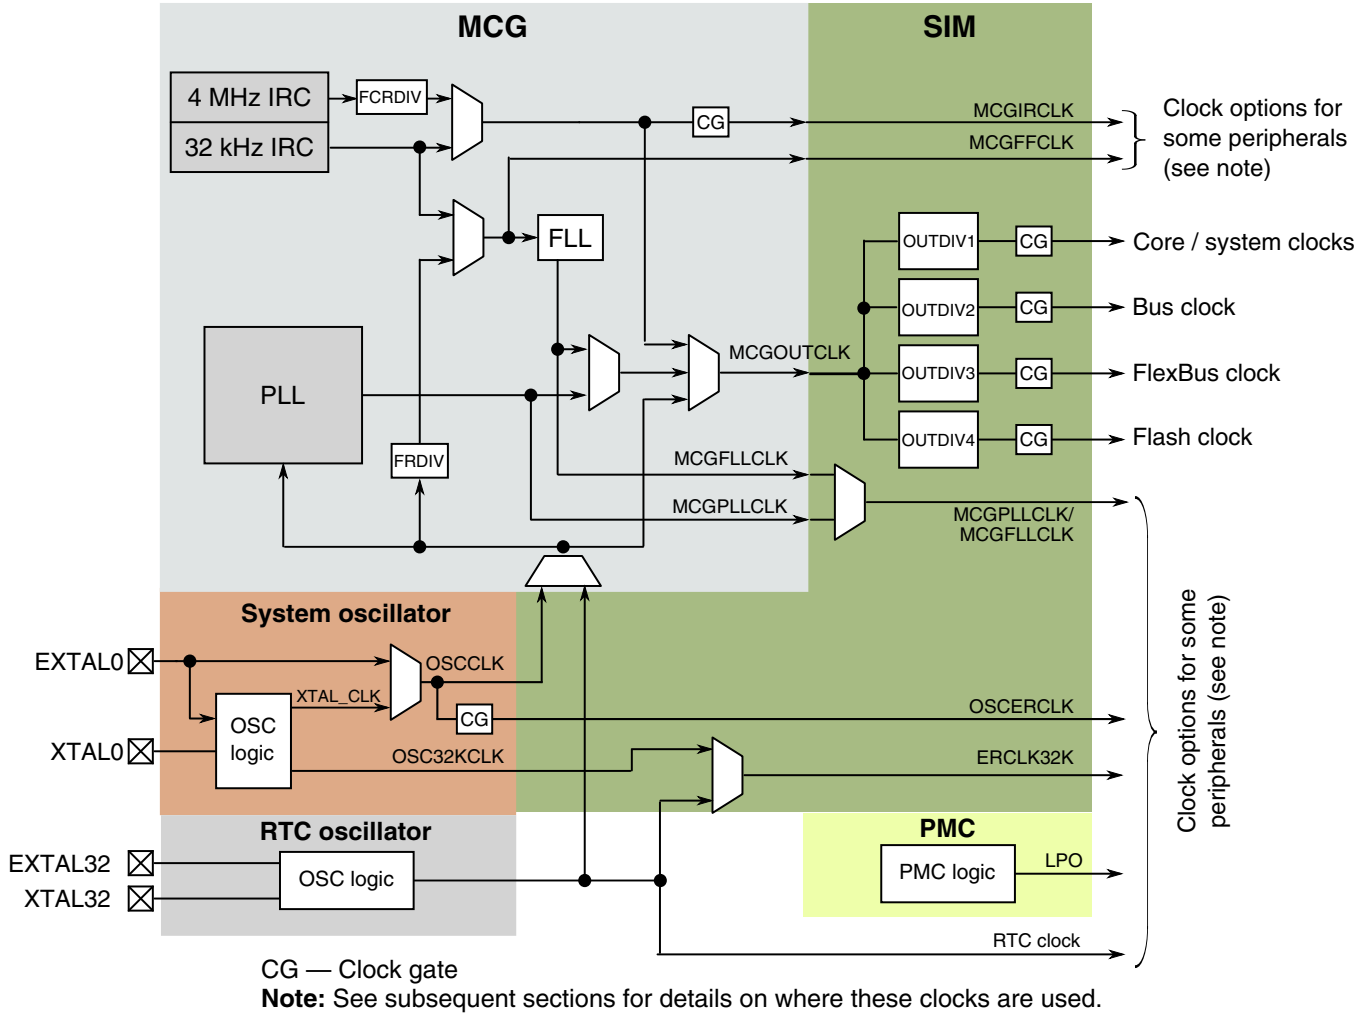 MCG
SIM
4 MHz IRC
FCRDIV
32 kHz IRC
CG
MCGIRCLK
MCGFFCLK
Clock options for
some peripherals
(see note)
FLL
OUTDIV1
CG
Core / system clocks
OUTDIV2
CG
Bus clock
MCGOUTCLK
OUTDIV3
CG
FlexBus clock
PLL
OUTDIV4
CG
Flash clock
FRDIV
MCGFLLCLK
MCGPLLCLK
MCGPLLCLK/
MCGFLLCLK
System oscillator
EXTAL0
OSCCLK
XTAL_CLK
OSC
logic
CG
OSCERCLK
XTAL0
OSC32KCLK
ERCLK32K
Clock options for some
peripherals (see note)
RTC oscillator
PMC
EXTAL32
OSC logic
XTAL32
PMC logic
LPO
RTC clock
CG — Clock gate
Note: See subsequent sections for details on where these clocks are used.